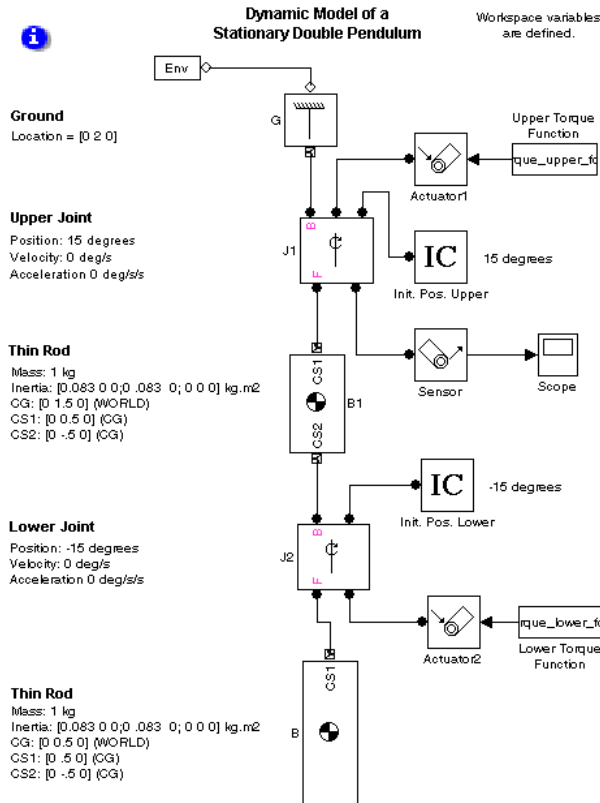 Dynamic Model of a
Stationary Double Pendulum
Workspace variables
are defined.
i
Env
Ground
Location = [0 2 0]
G
Upper Torque
Function
rque_upper_fo
Actuator1
Upper Joint
Position: 15 degrees
Velocity: 0 deg/s
Acceleration 0 deg/s/s
B
J1
F
IC
15 degrees
Init. Pos. Upper
Thin Rod
Mass: 1 kg
Inertia: [0.083 0 0;0 .083 0; 0 0 0] kg.m2
CG: [0 1.5 0] (WORLD)
CS1: [0 0.5 0] (CG)
CS2: [0 -.5 0] (CG)
CS1
B1
CS2
Sensor
Scope
IC
-15 degrees
Init. Pos. Lower
Lower Joint
Position: -15 degrees
Velocity: 0 deg/s
Acceleration 0 deg/s/s
B
J2
F
rque_lower_fo
Actuator2
Lower Torque
Function
Thin Rod
Mass: 1 kg
Inertia: [0.083 0 0;0 .083 0; 0 0 0] kg.m2
CG: [0 0.5 0] (WORLD)
CS1: [0 .5 0] (CG)
CS2: [0 -.5 0] (CG)
CS1
B